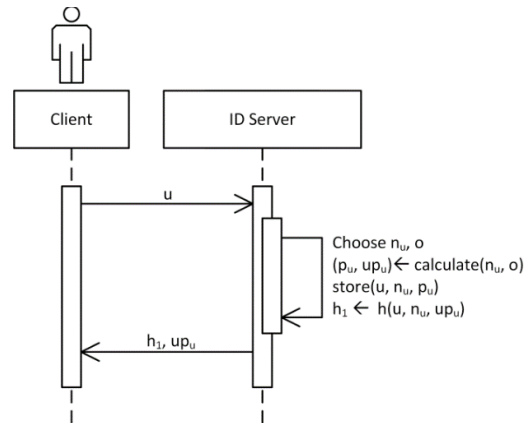 Client
ID Server
u
Choose nᵤ, o
(pᵤ, upᵤ)← calculate(nᵤ, o)
store(u, nᵤ, pᵤ)
h₁ ← h(u, nᵤ, upᵤ)
h₁, upᵤ